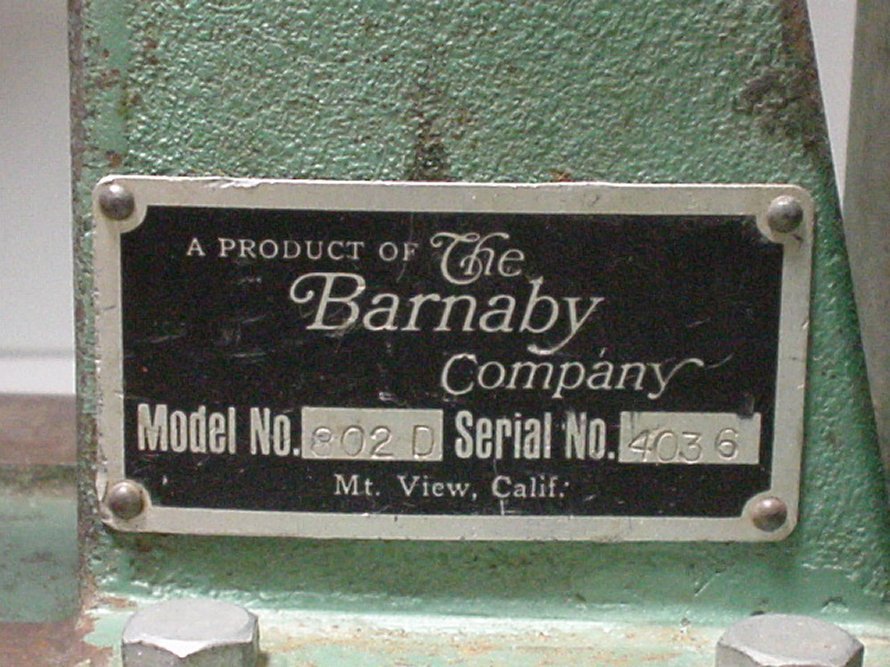 A PRODUCT OF The
Barnaby
Company
Model No. 802 D Serial No. 4036
Mt. View, Calif.